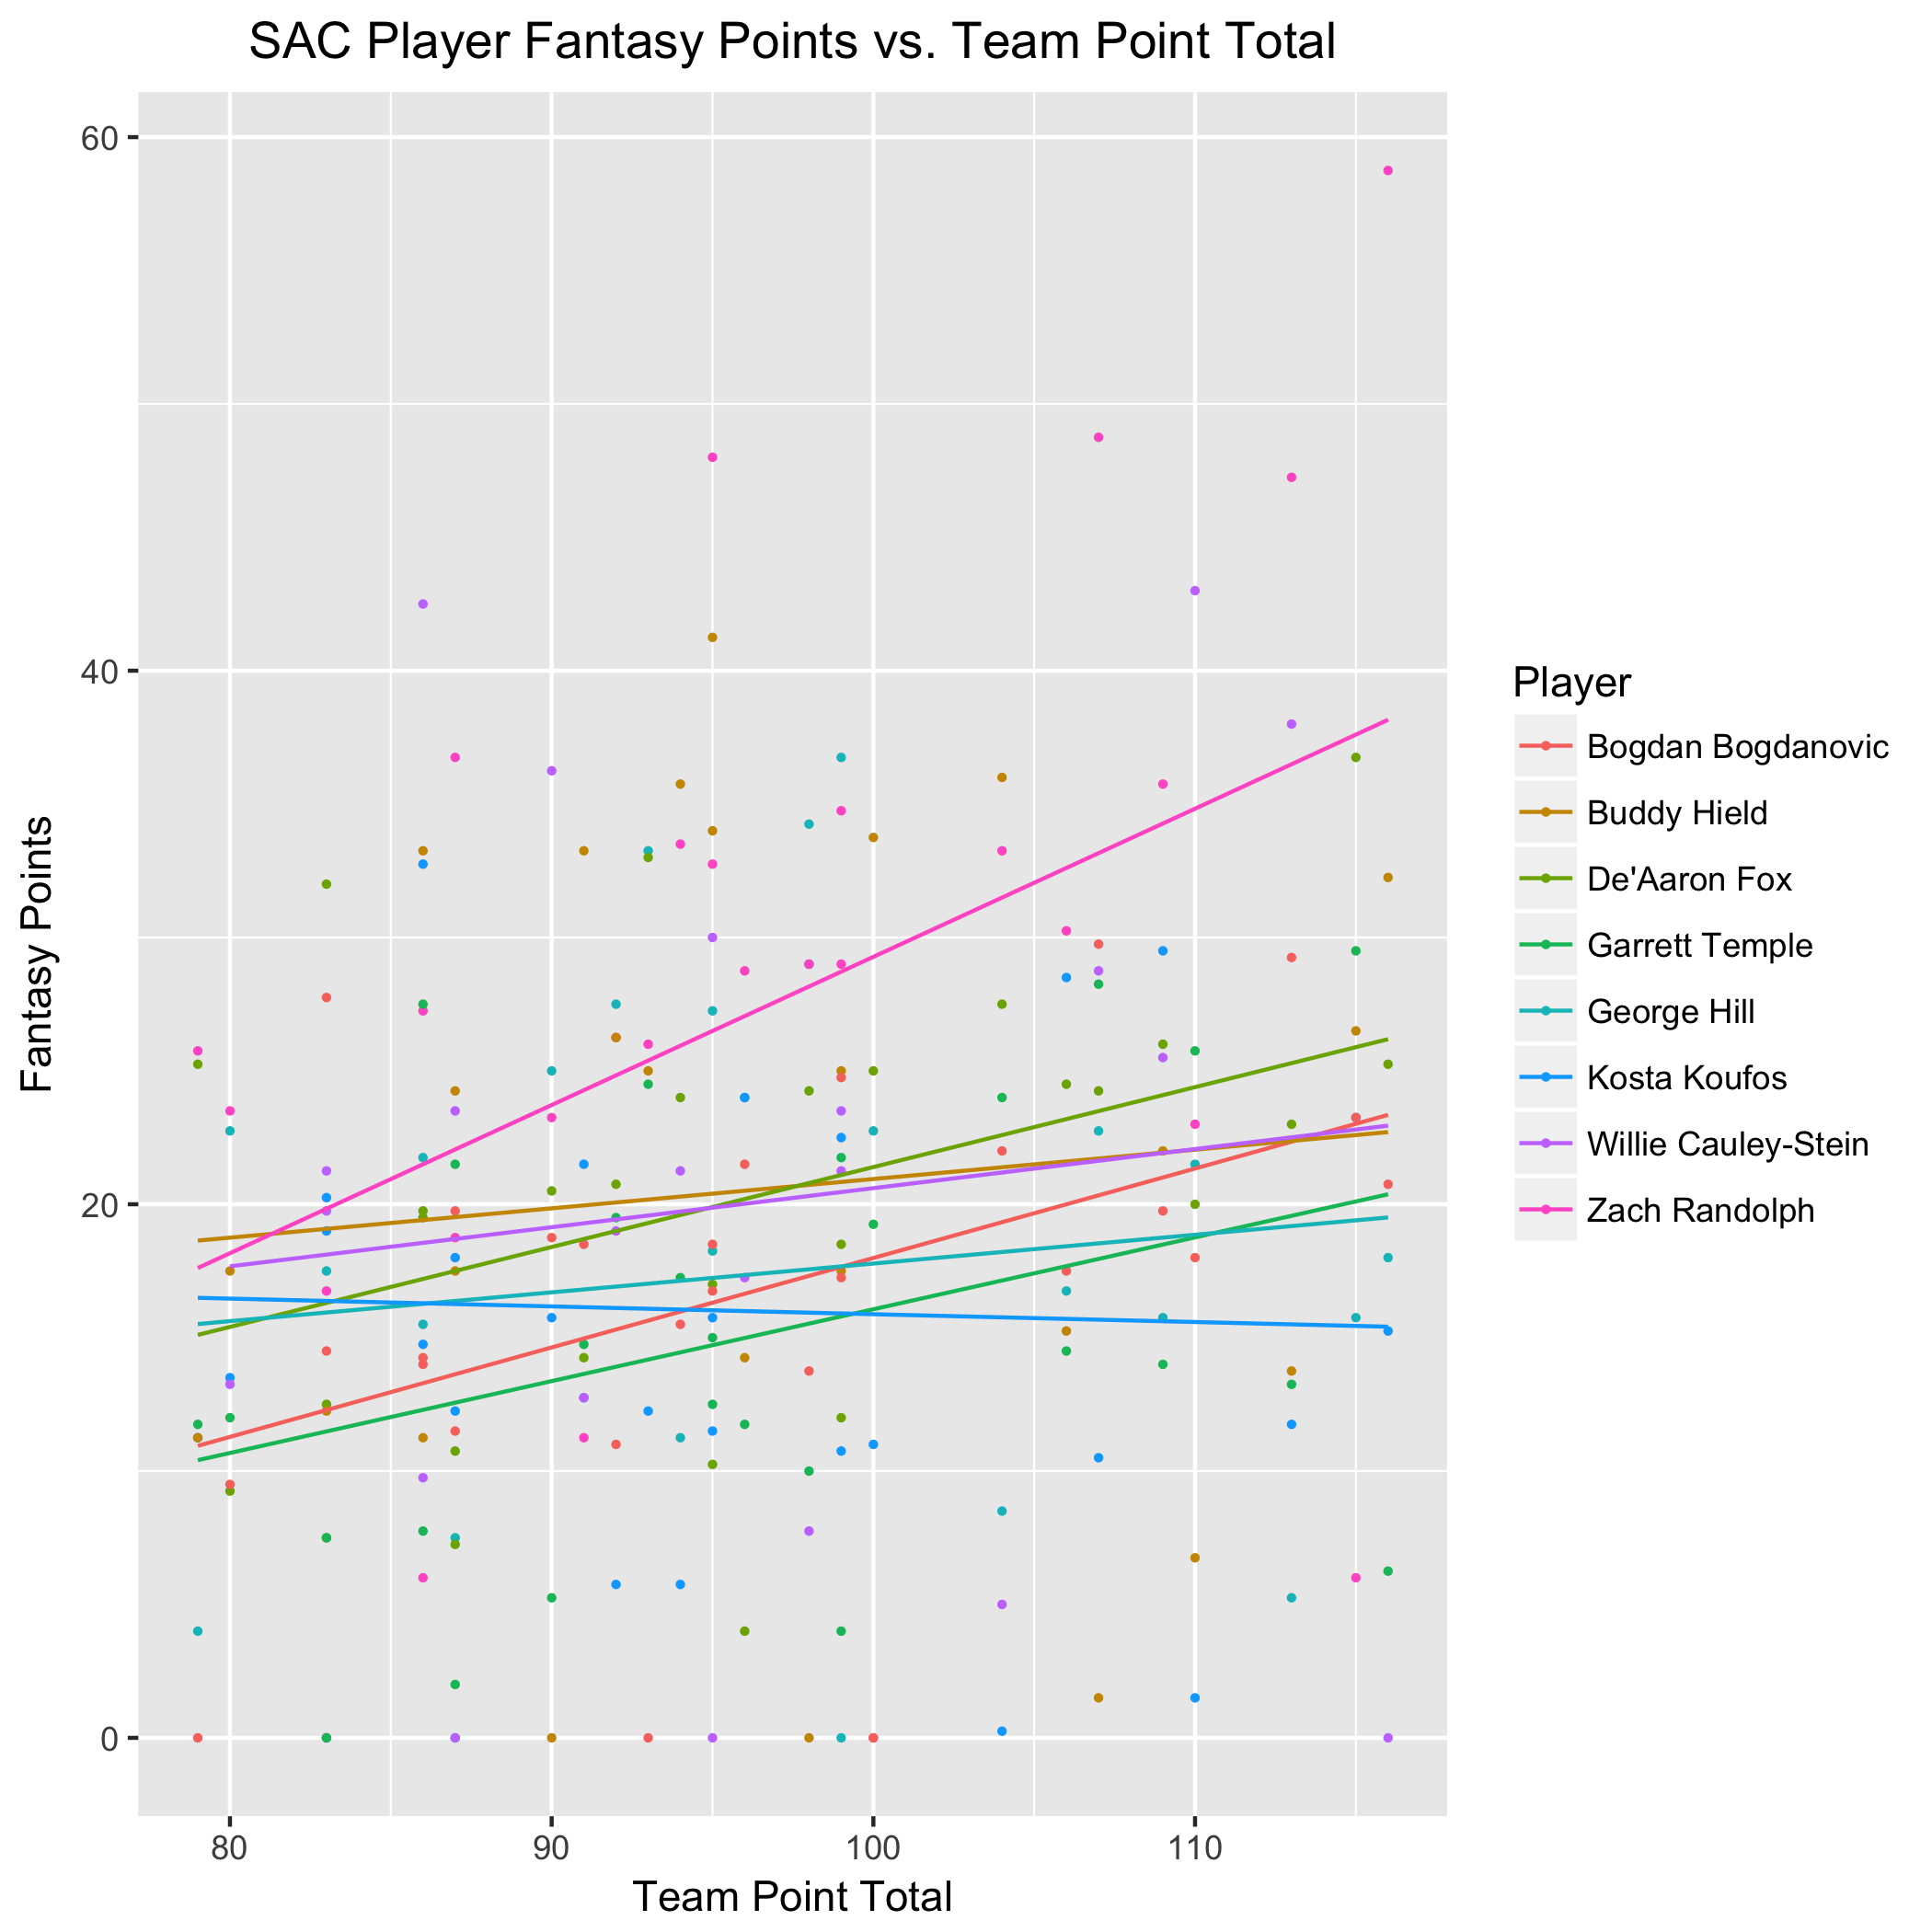 SAC Player Fantasy Points vs. Team Point Total
60
40
20
0
Fantasy Points
80 90 100 110
Team Point Total
Player
Bogdan Bogdanovic
Buddy Hield
De'Aaron Fox
Garrett Temple
George Hill
Kosta Koufos
Willie Cauley-Stein
Zach Randolph